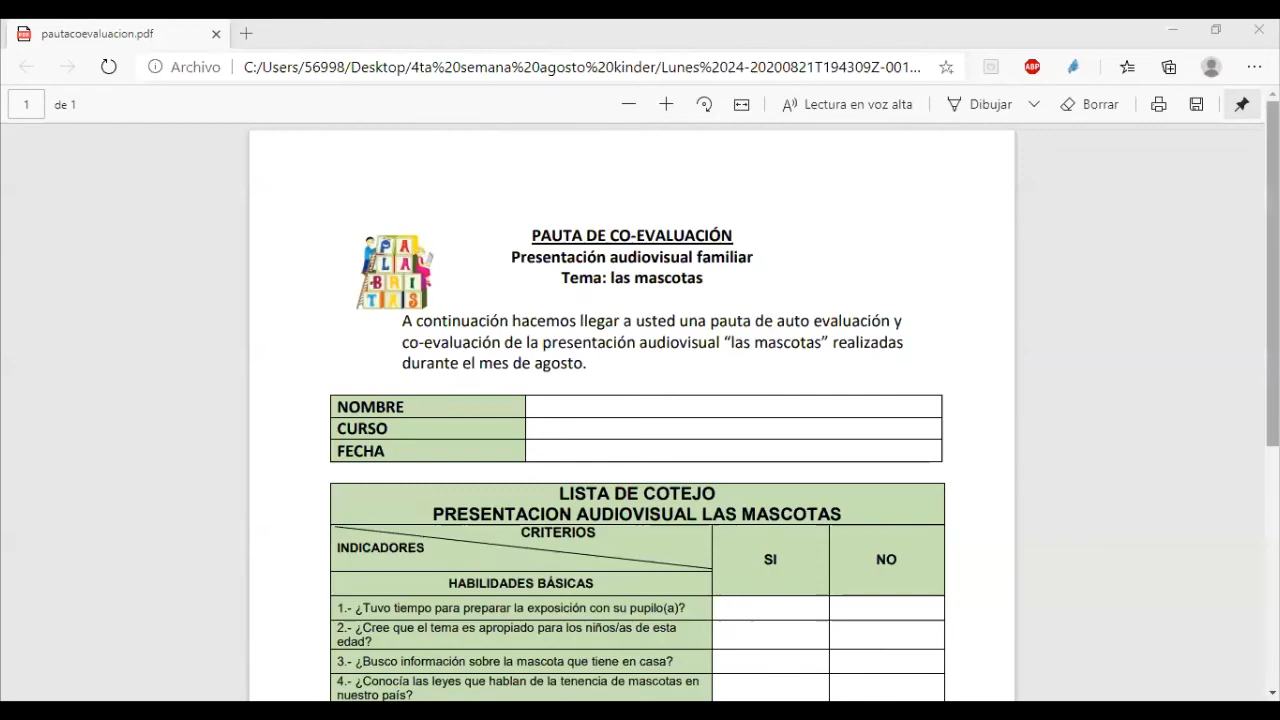 pautacoevaluacion.pdf
Archivo C:/Users/56998/Desktop/4ta%20semana%20agosto%20kinder/Lunes%2024-20200821T194309Z-001...
ABP
1 de 1
Lectura en voz alta
Dibujar
Borrar
PALABRITAS
PAUTA DE CO-EVALUACIÓN
Presentación audiovisual familiar
Tema: las mascotas
A continuación hacemos llegar a usted una pauta de auto evaluación y
co-evaluación de la presentación audiovisual “las mascotas” realizadas
durante el mes de agosto.
NOMBRE
CURSO
FECHA
LISTA DE COTEJO
PRESENTACION AUDIOVISUAL LAS MASCOTAS
CRITERIOS
INDICADORES
SI
NO
HABILIDADES BÁSICAS
1.- ¿Tuvo tiempo para preparar la exposición con su pupilo(a)?
2.- ¿Cree que el tema es apropiado para los niños/as de esta
edad?
3.- ¿Busco información sobre la mascota que tiene en casa?
4.- ¿Conocía las leyes que hablan de la tenencia de mascotas en
nuestro país?